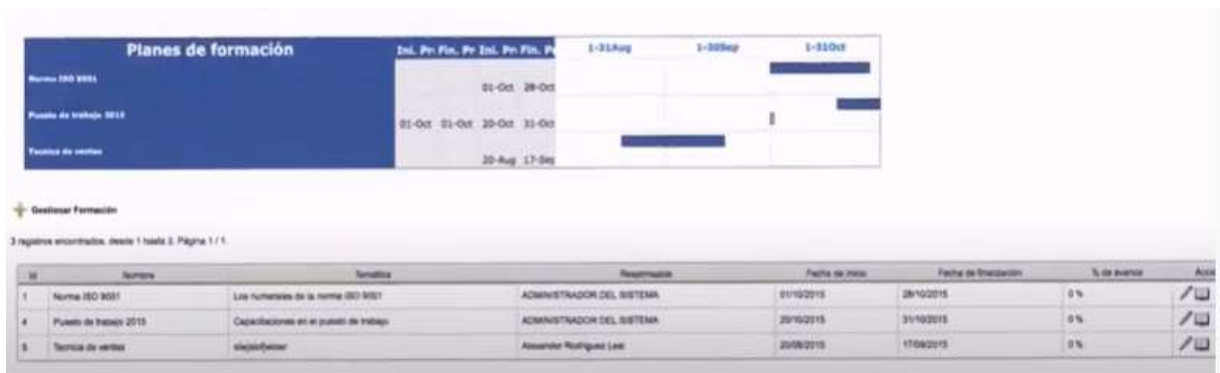 Planes de formación Ini. Pr Fin. Pr Ini. Pr Fin. P 1-31Aug 1-30Sep 1-31Oct
Norma ISO 9001
01-Oct 28-Oct
Puesto de trabajo 2015
01-Oct 01-Oct 20-Oct 31-Oct
Tecnica de ventas
20-Aug 17-Sep
Gestionar Formación
3 registros encontrados, desde 1 hasta 3. Página 1 / 1.
Id Nombre Temática Responsable Fecha de inicio Fecha de finalización % de avance Acci
1 Norma ISO 9001 Los numerales de la norma ISO 9001 ADMINISTRADOR DEL SISTEMA 01/10/2015 28/10/2015 0 %
4 Puesto de trabajo 2015 Capacitaciones en el puesto de trabajo ADMINISTRADOR DEL SISTEMA 20/10/2015 31/10/2015 0 %
5 Tecnica de ventas Alexander Rodriguez Leal 20/08/2015 17/09/2015 0 %